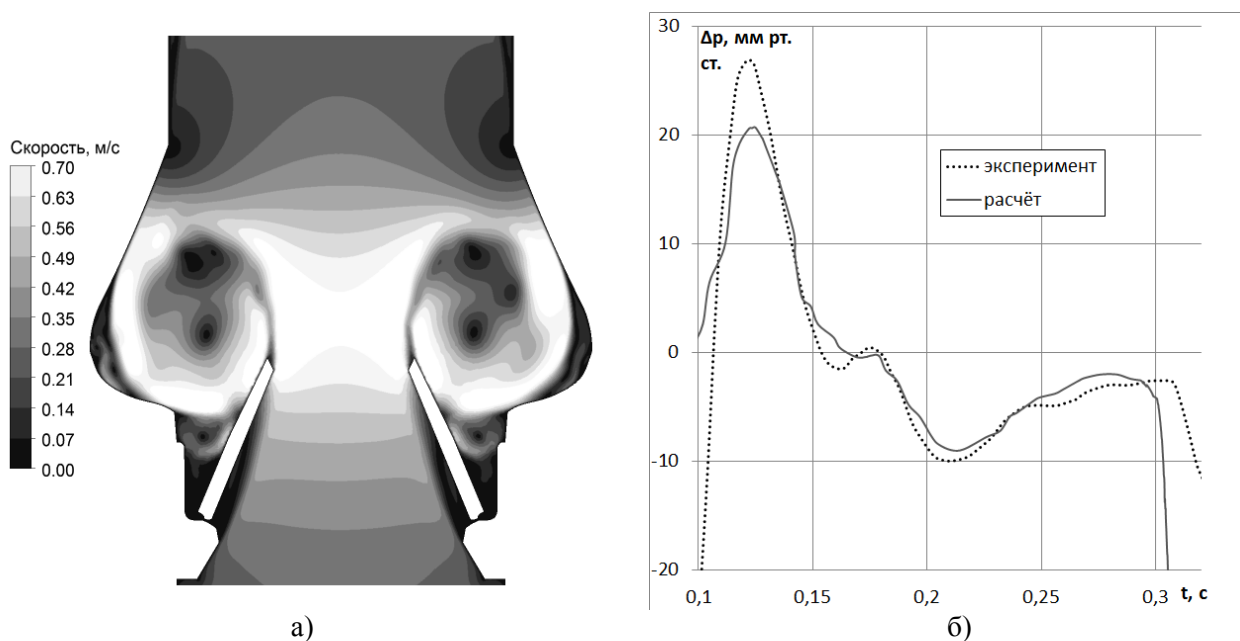 Скорость, м/с
0.70
0.63
0.56
0.49
0.42
0.35
0.28
0.21
0.14
0.07
0.00
а)
Δp, мм рт.
ст.
30
20
10
0
-10
-20
эксперимент
расчёт
0,1
0,15
0,2
0,25
0,3
t, с
б)